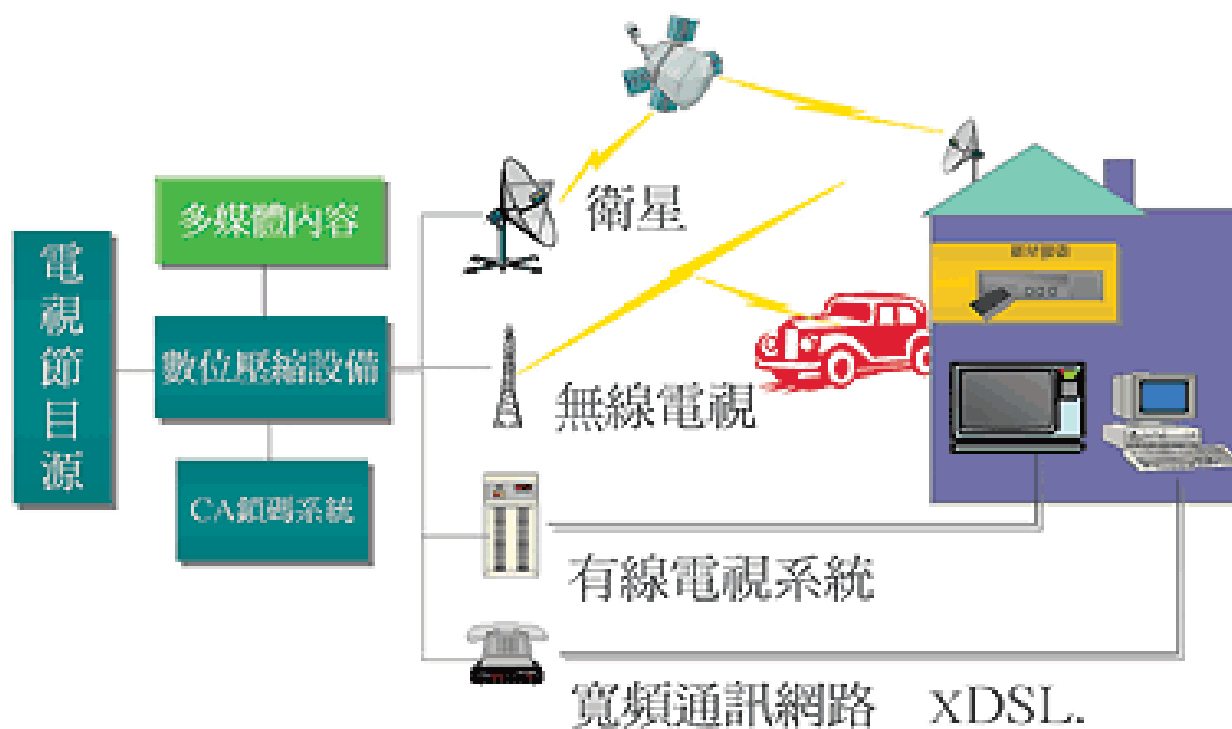 電視節目源
多媒體內容
數位壓縮設備
CA鎖碼系統
衛星
無線電視
有線電視系統
寬頻通訊網路 xDSL.